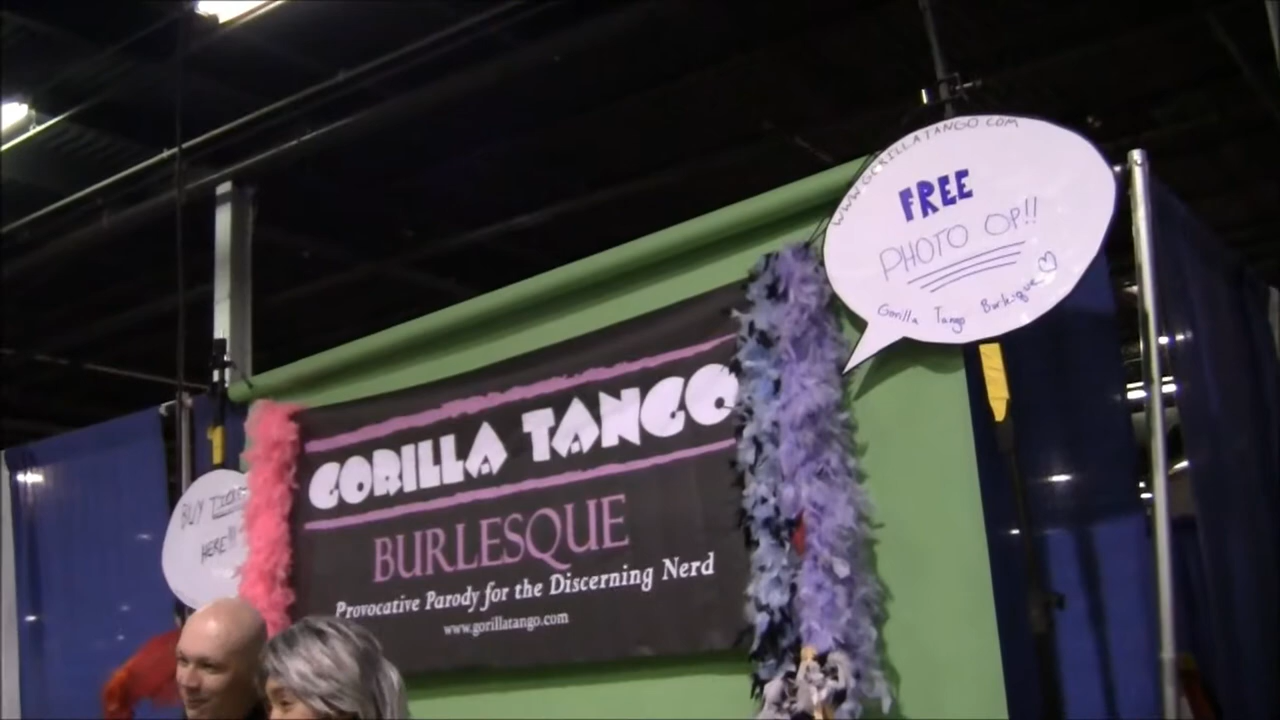 WWW.GORILLATANGO.COM
FREE
PHOTO OP!!
Gorilla Tango Burlesque
GORILLA TANGO
BURLESQUE
Provocative Parody for the Discerning Nerd
www.gorillatango.com
BUY
HERE!!